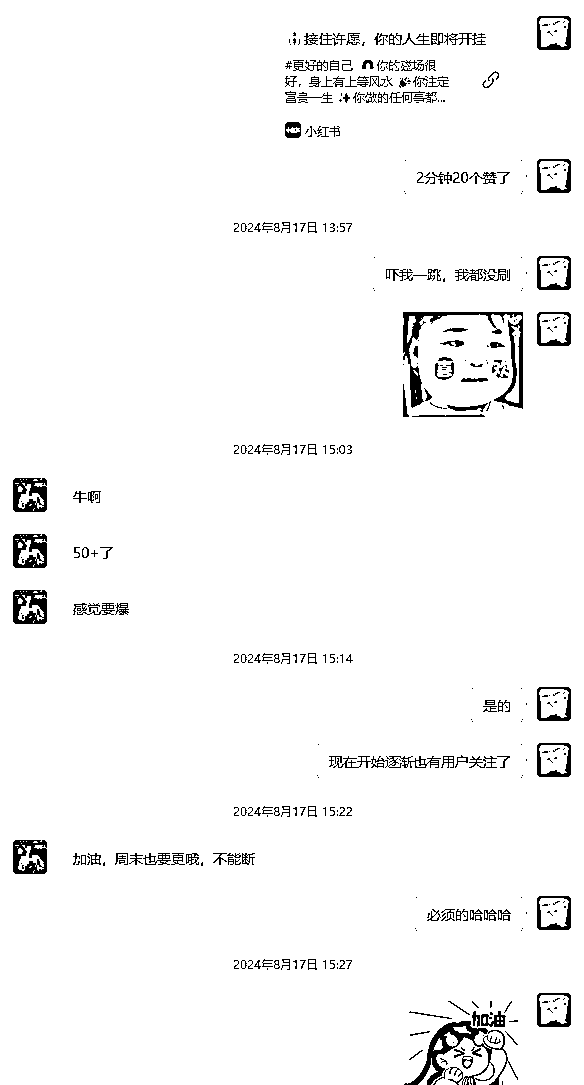 接住许愿，你的人生即将开挂
#更好的自己 你的磁场很
好，身上有上等风水 你注定
富贵一生 你做的任何事都...
小红书
2分钟20个赞了
2024年8月17日 13:57
吓我一跳，我都没刷
2024年8月17日 15:03
牛啊
50+了
感觉要爆
2024年8月17日 15:14
是的
现在开始逐渐也有用户关注了
2024年8月17日 15:22
加油，周末也要更哦，不能断
必须的哈哈哈
2024年8月17日 15:27
加油